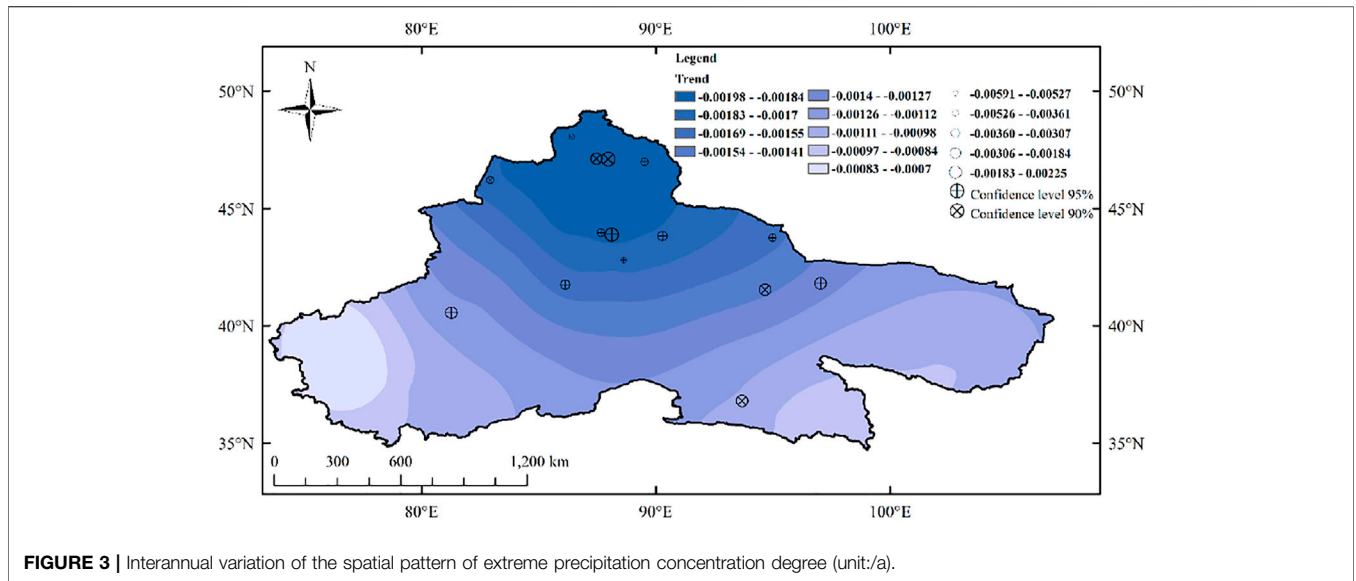 80°E 90°E 100°E
N
50°N 50°N
45°N 45°N
40°N 40°N
35°N 35°N
Legend
Trend
-0.00198 - -0.00184
-0.00183 - -0.0017
-0.00169 - -0.00155
-0.00154 - -0.00141
-0.0014 - -0.00127
-0.00126 - -0.00112
-0.00111 - -0.00098
-0.00097 - -0.00084
-0.00083 - -0.0007
-0.00591 - -0.00527
-0.00526 - -0.00361
-0.00360 - -0.00307
-0.00306 - -0.00184
-0.00183 - 0.00225
Confidence level 95%
Confidence level 90%
0 300 600 1,200 km
80°E 90°E 100°E
FIGURE 3 | Interannual variation of the spatial pattern of extreme precipitation concentration degree (unit:/a).